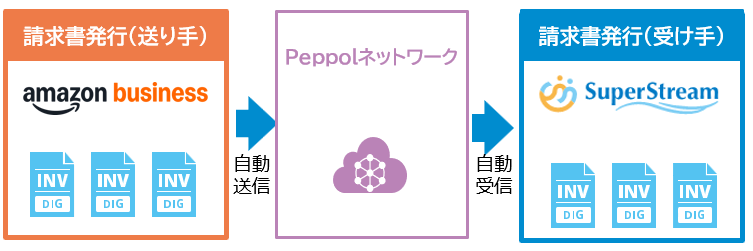 請求書発行(送り手)
amazon business
INV
DIG
INV
DIG
INV
DIG
自動
送信
Peppolネットワーク
自動
受信
請求書発行(受け手)
SuperStream
INV
DIG
INV
DIG
INV
DIG